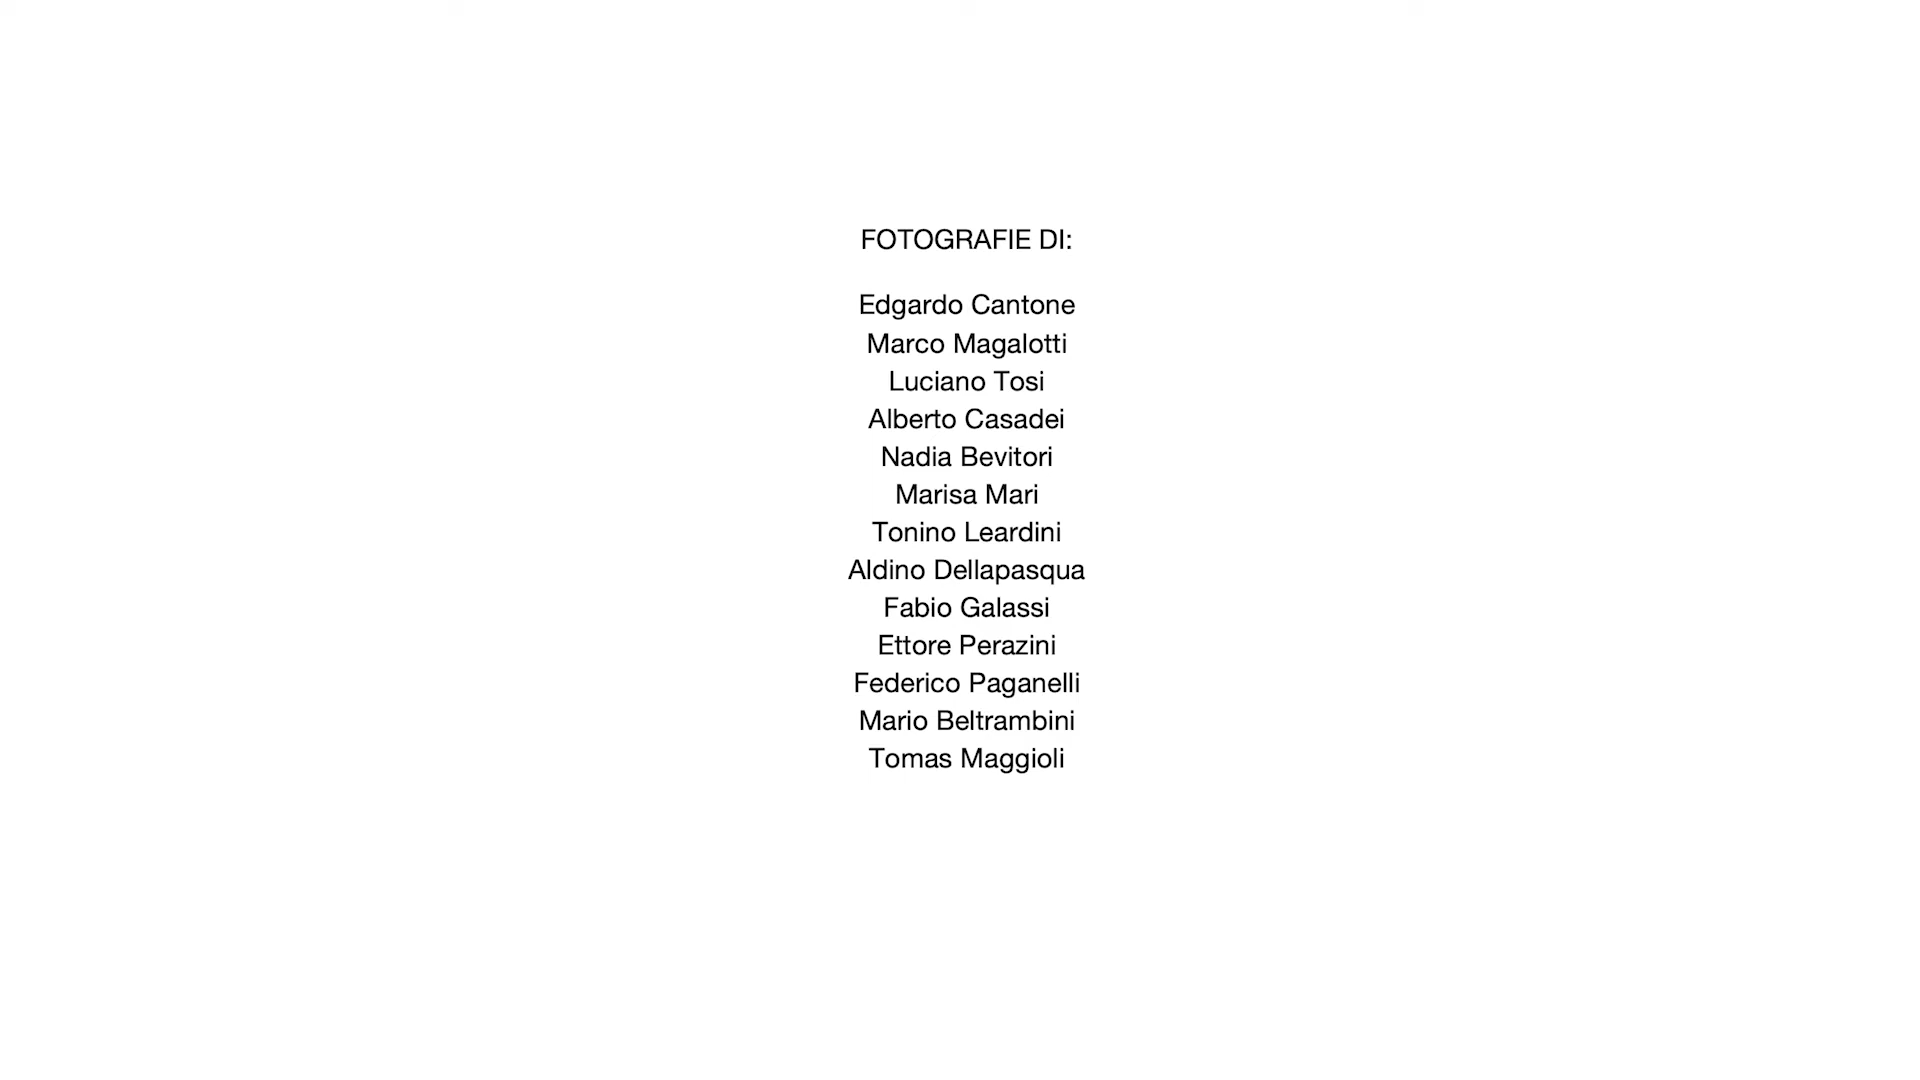 FOTOGRAFIE DI:
Edgardo Cantone
Marco Magalotti
Luciano Tosi
Alberto Casadei
Nadia Bevitori
Marisa Mari
Tonino Leardini
Aldino Dellapasqua
Fabio Galassi
Ettore Perazini
Federico Paganelli
Mario Beltrambini
Tomas Maggioli